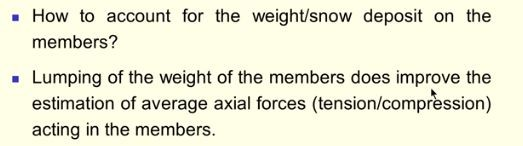 How to account for the weight/snow deposit on the
members?
Lumping of the weight of the members does improve the
estimation of average axial forces (tension/compression)
acting in the members.